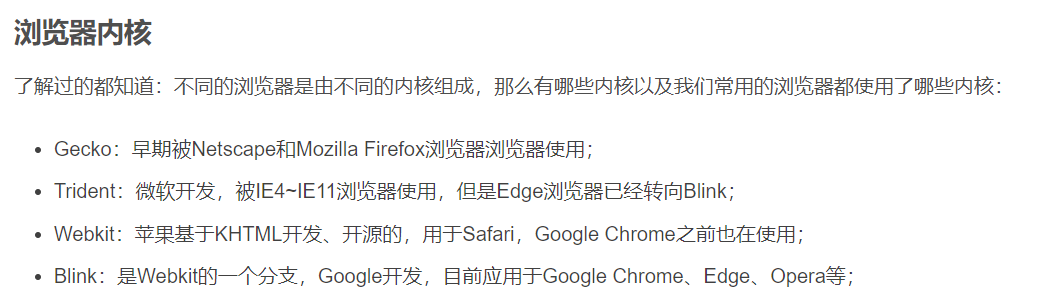 浏览器内核
了解过的都知道：不同的浏览器是由不同的内核组成，那么有哪些内核以及我们常用的浏览器都使用了哪些内核：
• Gecko：早期被Netscape和Mozilla Firefox浏览器浏览器使用；
• Trident：微软开发，被IE4~IE11浏览器使用，但是Edge浏览器已经转向Blink；
• Webkit：苹果基于KHTML开发、开源的，用于Safari，Google Chrome之前也在使用；
• Blink：是Webkit的一个分支，Google开发，目前应用于Google Chrome、Edge、Opera等；